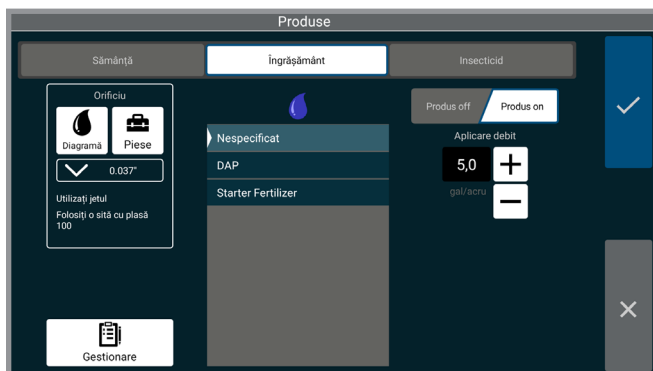 Produse
Sămânță
Îngrășământ
Insecticid
Orificiu
Diagramă
Piese
0.037"
Utilizați jetul
Folosiți o sită cu plasă
100
Gestionare
Nespecificat
DAP
Starter Fertilizer
Produs off
Produs on
Aplicare debit
5,0
gal/acru